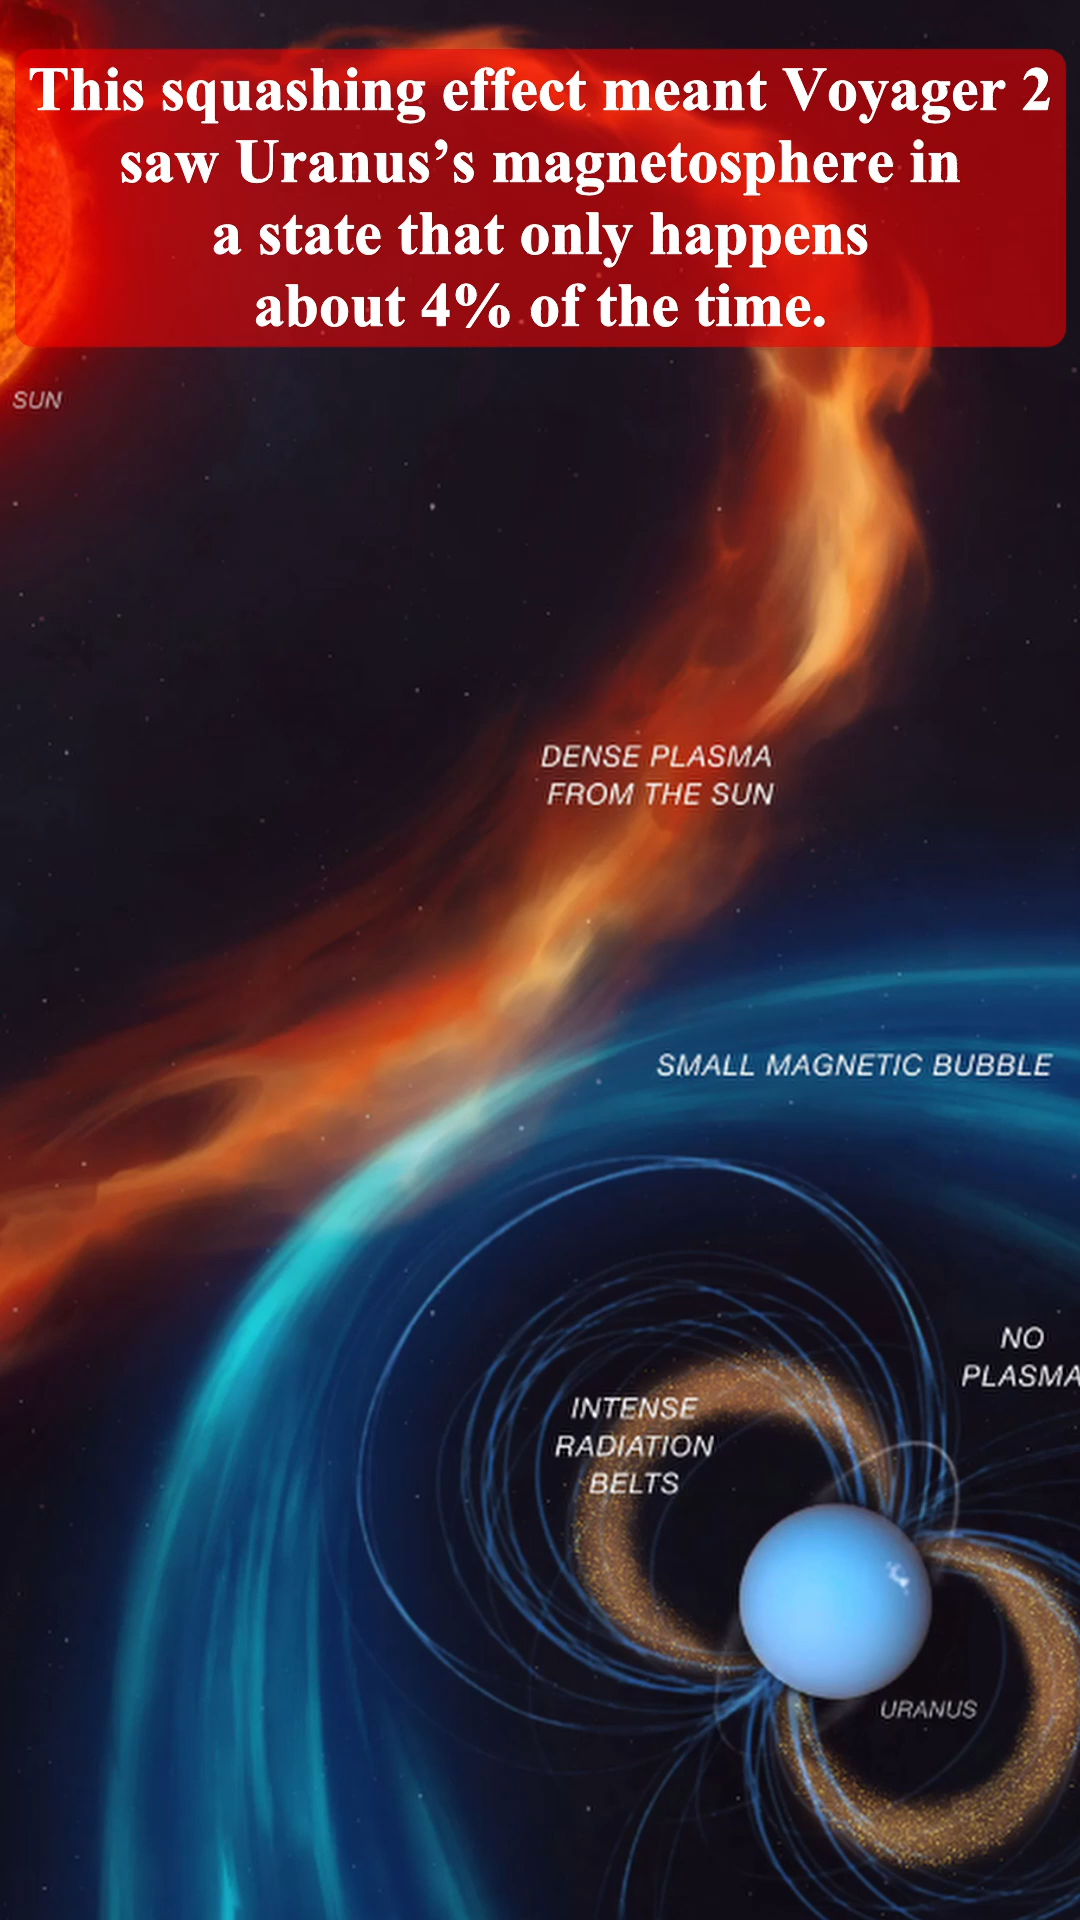 This squashing effect meant Voyager 2
saw Uranus’s magnetosphere in
a state that only happens
about 4% of the time.
SUN
DENSE PLASMA
FROM THE SUN
SMALL MAGNETIC BUBBLE
NO
PLASMA
INTENSE
RADIATION
BELTS
URANUS